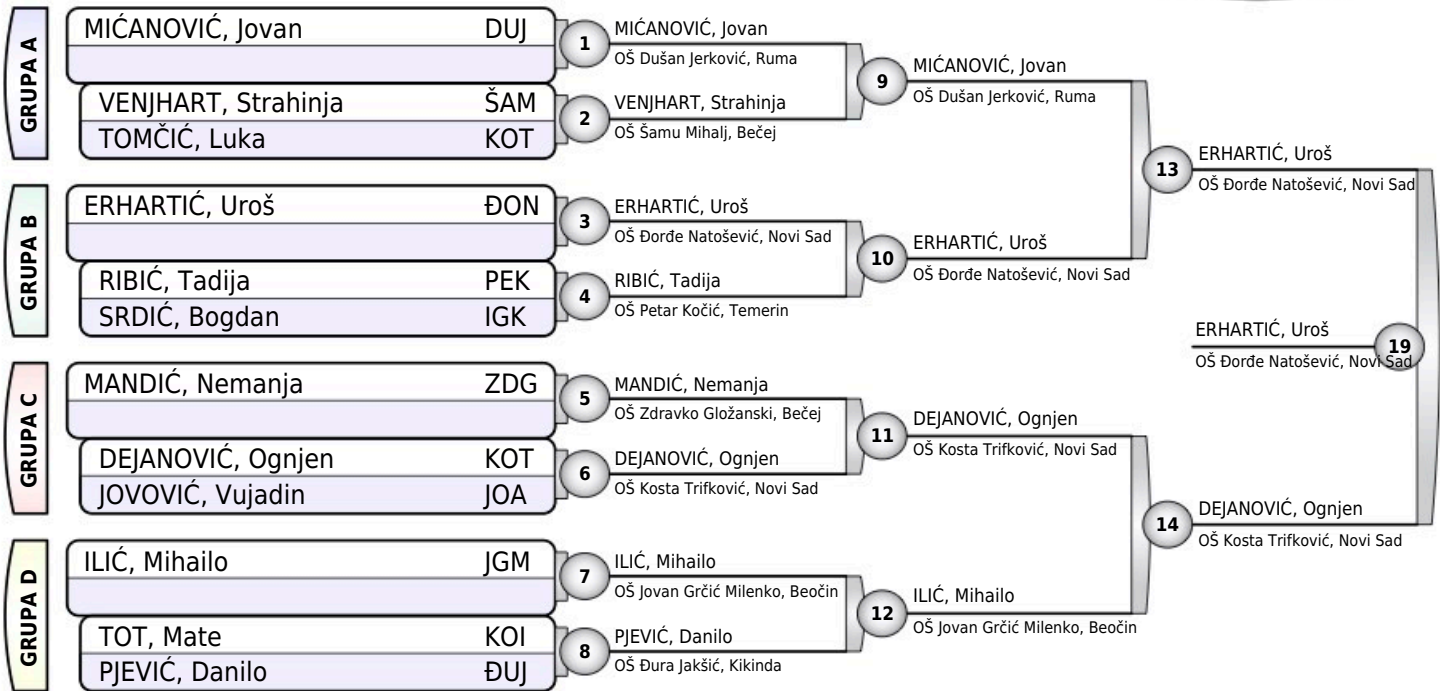 GRUPA A
MIĆANOVIĆ, Jovan DUJ
VENJHART, Strahinja ŠAM
TOMČIĆ, Luka KOT
GRUPA B
ERHARTIĆ, Uroš ĐON
RIBIĆ, Tadija PEK
SRDIĆ, Bogdan IGK
GRUPA C
MANDIĆ, Nemanja ZDG
DEJANOVIĆ, Ognjen KOT
JOVOVIĆ, Vujadin JOA
GRUPA D
ILIĆ, Mihailo JGM
TOT, Mate KOI
PJEVIĆ, Danilo ĐUJ
1
MIĆANOVIĆ, Jovan
OŠ Dušan Jerković, Ruma
2
VENJHART, Strahinja
OŠ Šamu Mihalj, Bečej
3
ERHARTIĆ, Uroš
OŠ Đorđe Natošević, Novi Sad
4
RIBIĆ, Tadija
OŠ Petar Kočić, Temerin
5
MANDIĆ, Nemanja
OŠ Zdravko Gložanski, Bečej
6
DEJANOVIĆ, Ognjen
OŠ Kosta Trifković, Novi Sad
7
ILIĆ, Mihailo
OŠ Jovan Grčić Milenko, Beočin
8
PJEVIĆ, Danilo
OŠ Đura Jakšić, Kikinda
9
MIĆANOVIĆ, Jovan
OŠ Dušan Jerković, Ruma
10
ERHARTIĆ, Uroš
OŠ Đorđe Natošević, Novi Sad
11
DEJANOVIĆ, Ognjen
OŠ Kosta Trifković, Novi Sad
12
ILIĆ, Mihailo
OŠ Jovan Grčić Milenko, Beočin
13
ERHARTIĆ, Uroš
OŠ Đorđe Natošević, Novi Sad
14
DEJANOVIĆ, Ognjen
OŠ Kosta Trifković, Novi Sad
ERHARTIĆ, Uroš
19
OŠ Đorđe Natošević, Novi Sad